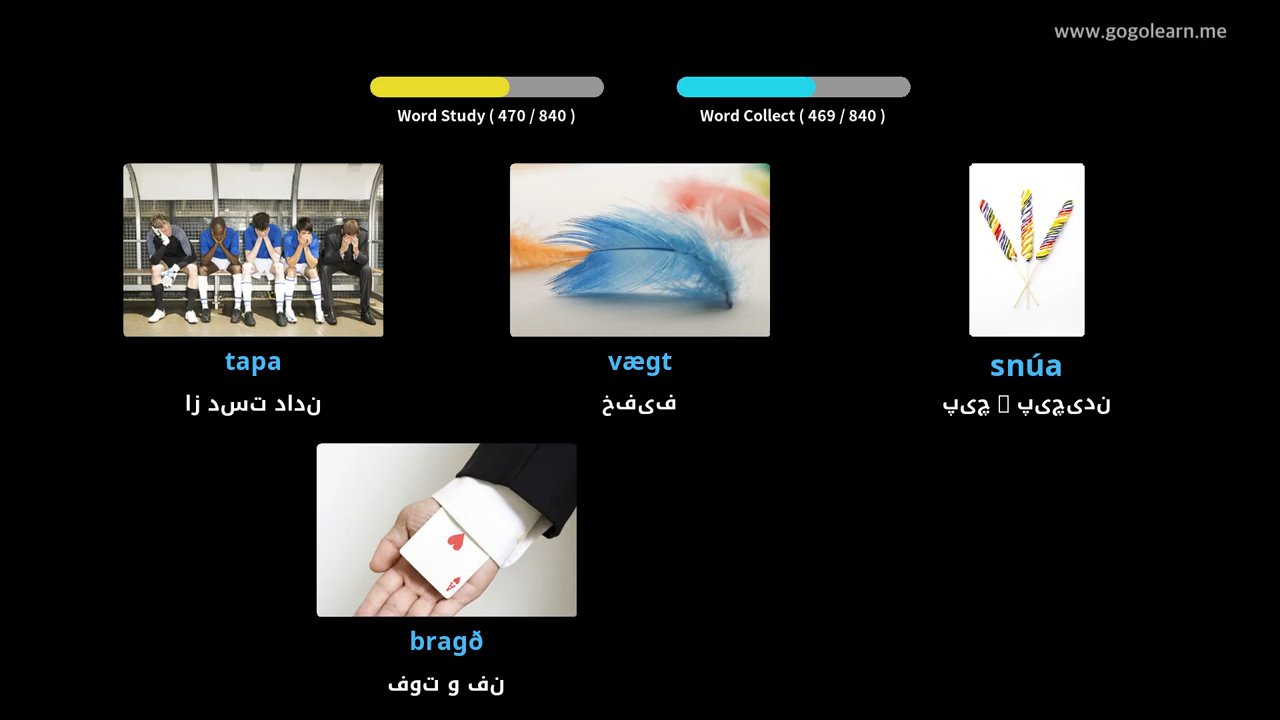 www.gogolearn.me
Word Study ( 470 / 840 )
Word Collect ( 469 / 840 )
tapa
از دست دادن
vægt
خفیف
snúa
پیچ پیچیدن
bragð
فوت و فن